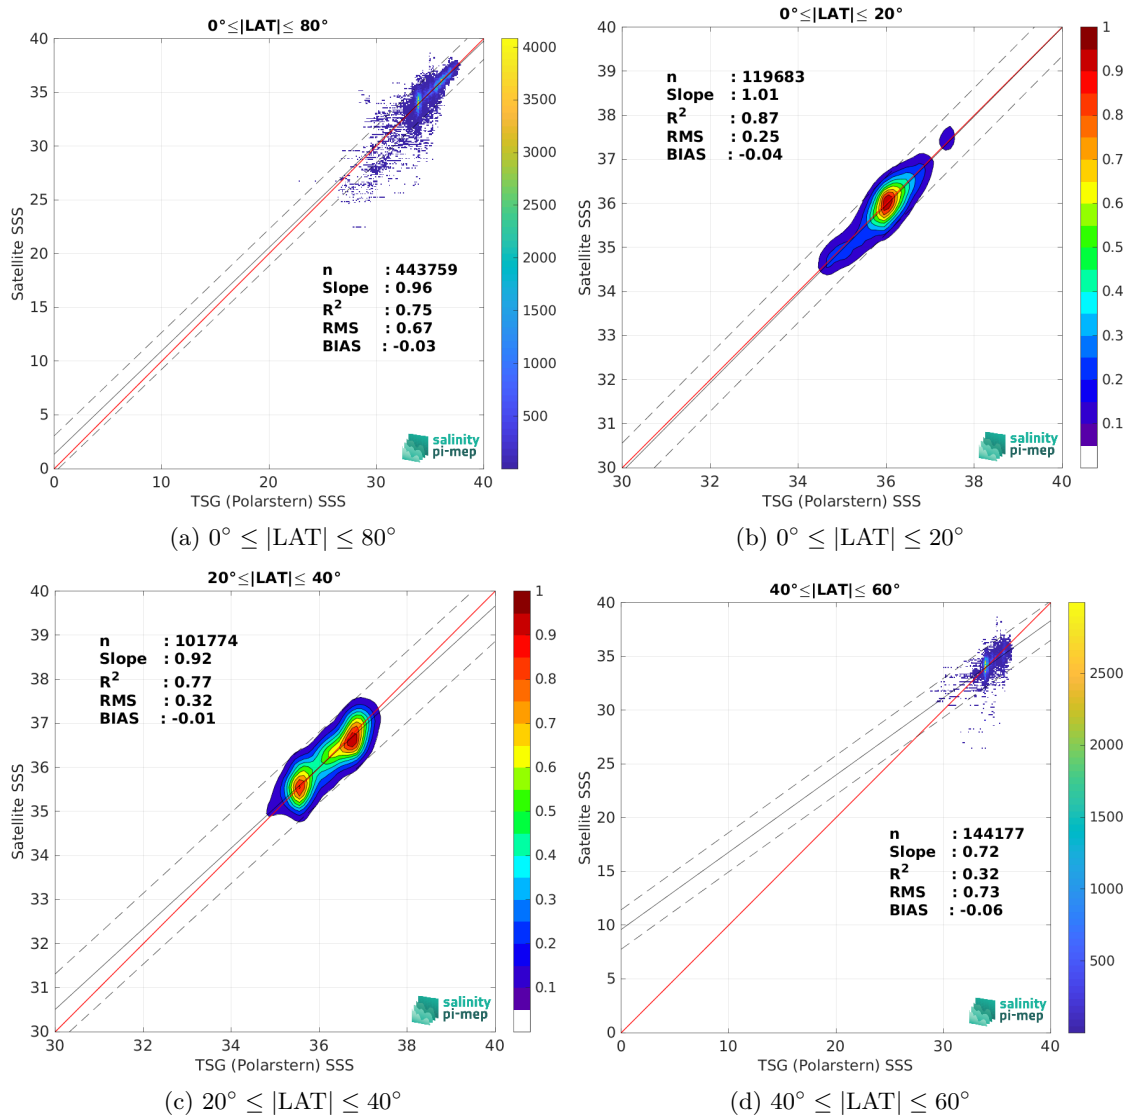 0°≤|LAT|≤ 80°
40
35
30
25
20
15
10
5
0
Satellite SSS
n : 443759
Slope : 0.96
R² : 0.75
RMS : 0.67
BIAS : -0.03
salinity
pi-mep
0 10 20 30 40
TSG (Polarstern) SSS
4000
3500
3000
2500
2000
1500
1000
500
(a) 0° ≤ |LAT| ≤ 80°
0°≤|LAT|≤ 20°
40
39
38
37
36
35
34
33
32
31
30
Satellite SSS
n : 119683
Slope : 1.01
R² : 0.87
RMS : 0.25
BIAS : -0.04
salinity
pi-mep
30 32 34 36 38 40
TSG (Polarstern) SSS
1
0.9
0.8
0.7
0.6
0.5
0.4
0.3
0.2
0.1
(b) 0° ≤ |LAT| ≤ 20°
20°≤|LAT|≤ 40°
40
39
38
37
36
35
34
33
32
31
30
Satellite SSS
n : 101774
Slope : 0.92
R² : 0.77
RMS : 0.32
BIAS : -0.01
salinity
pi-mep
30 32 34 36 38 40
TSG (Polarstern) SSS
1
0.9
0.8
0.7
0.6
0.5
0.4
0.3
0.2
0.1
(c) 20° ≤ |LAT| ≤ 40°
40°≤|LAT|≤ 60°
40
35
30
25
20
15
10
5
0
Satellite SSS
n : 144177
Slope : 0.72
R² : 0.32
RMS : 0.73
BIAS : -0.06
salinity
pi-mep
0 10 20 30 40
TSG (Polarstern) SSS
2500
2000
1500
1000
500
(d) 40° ≤ |LAT| ≤ 60°